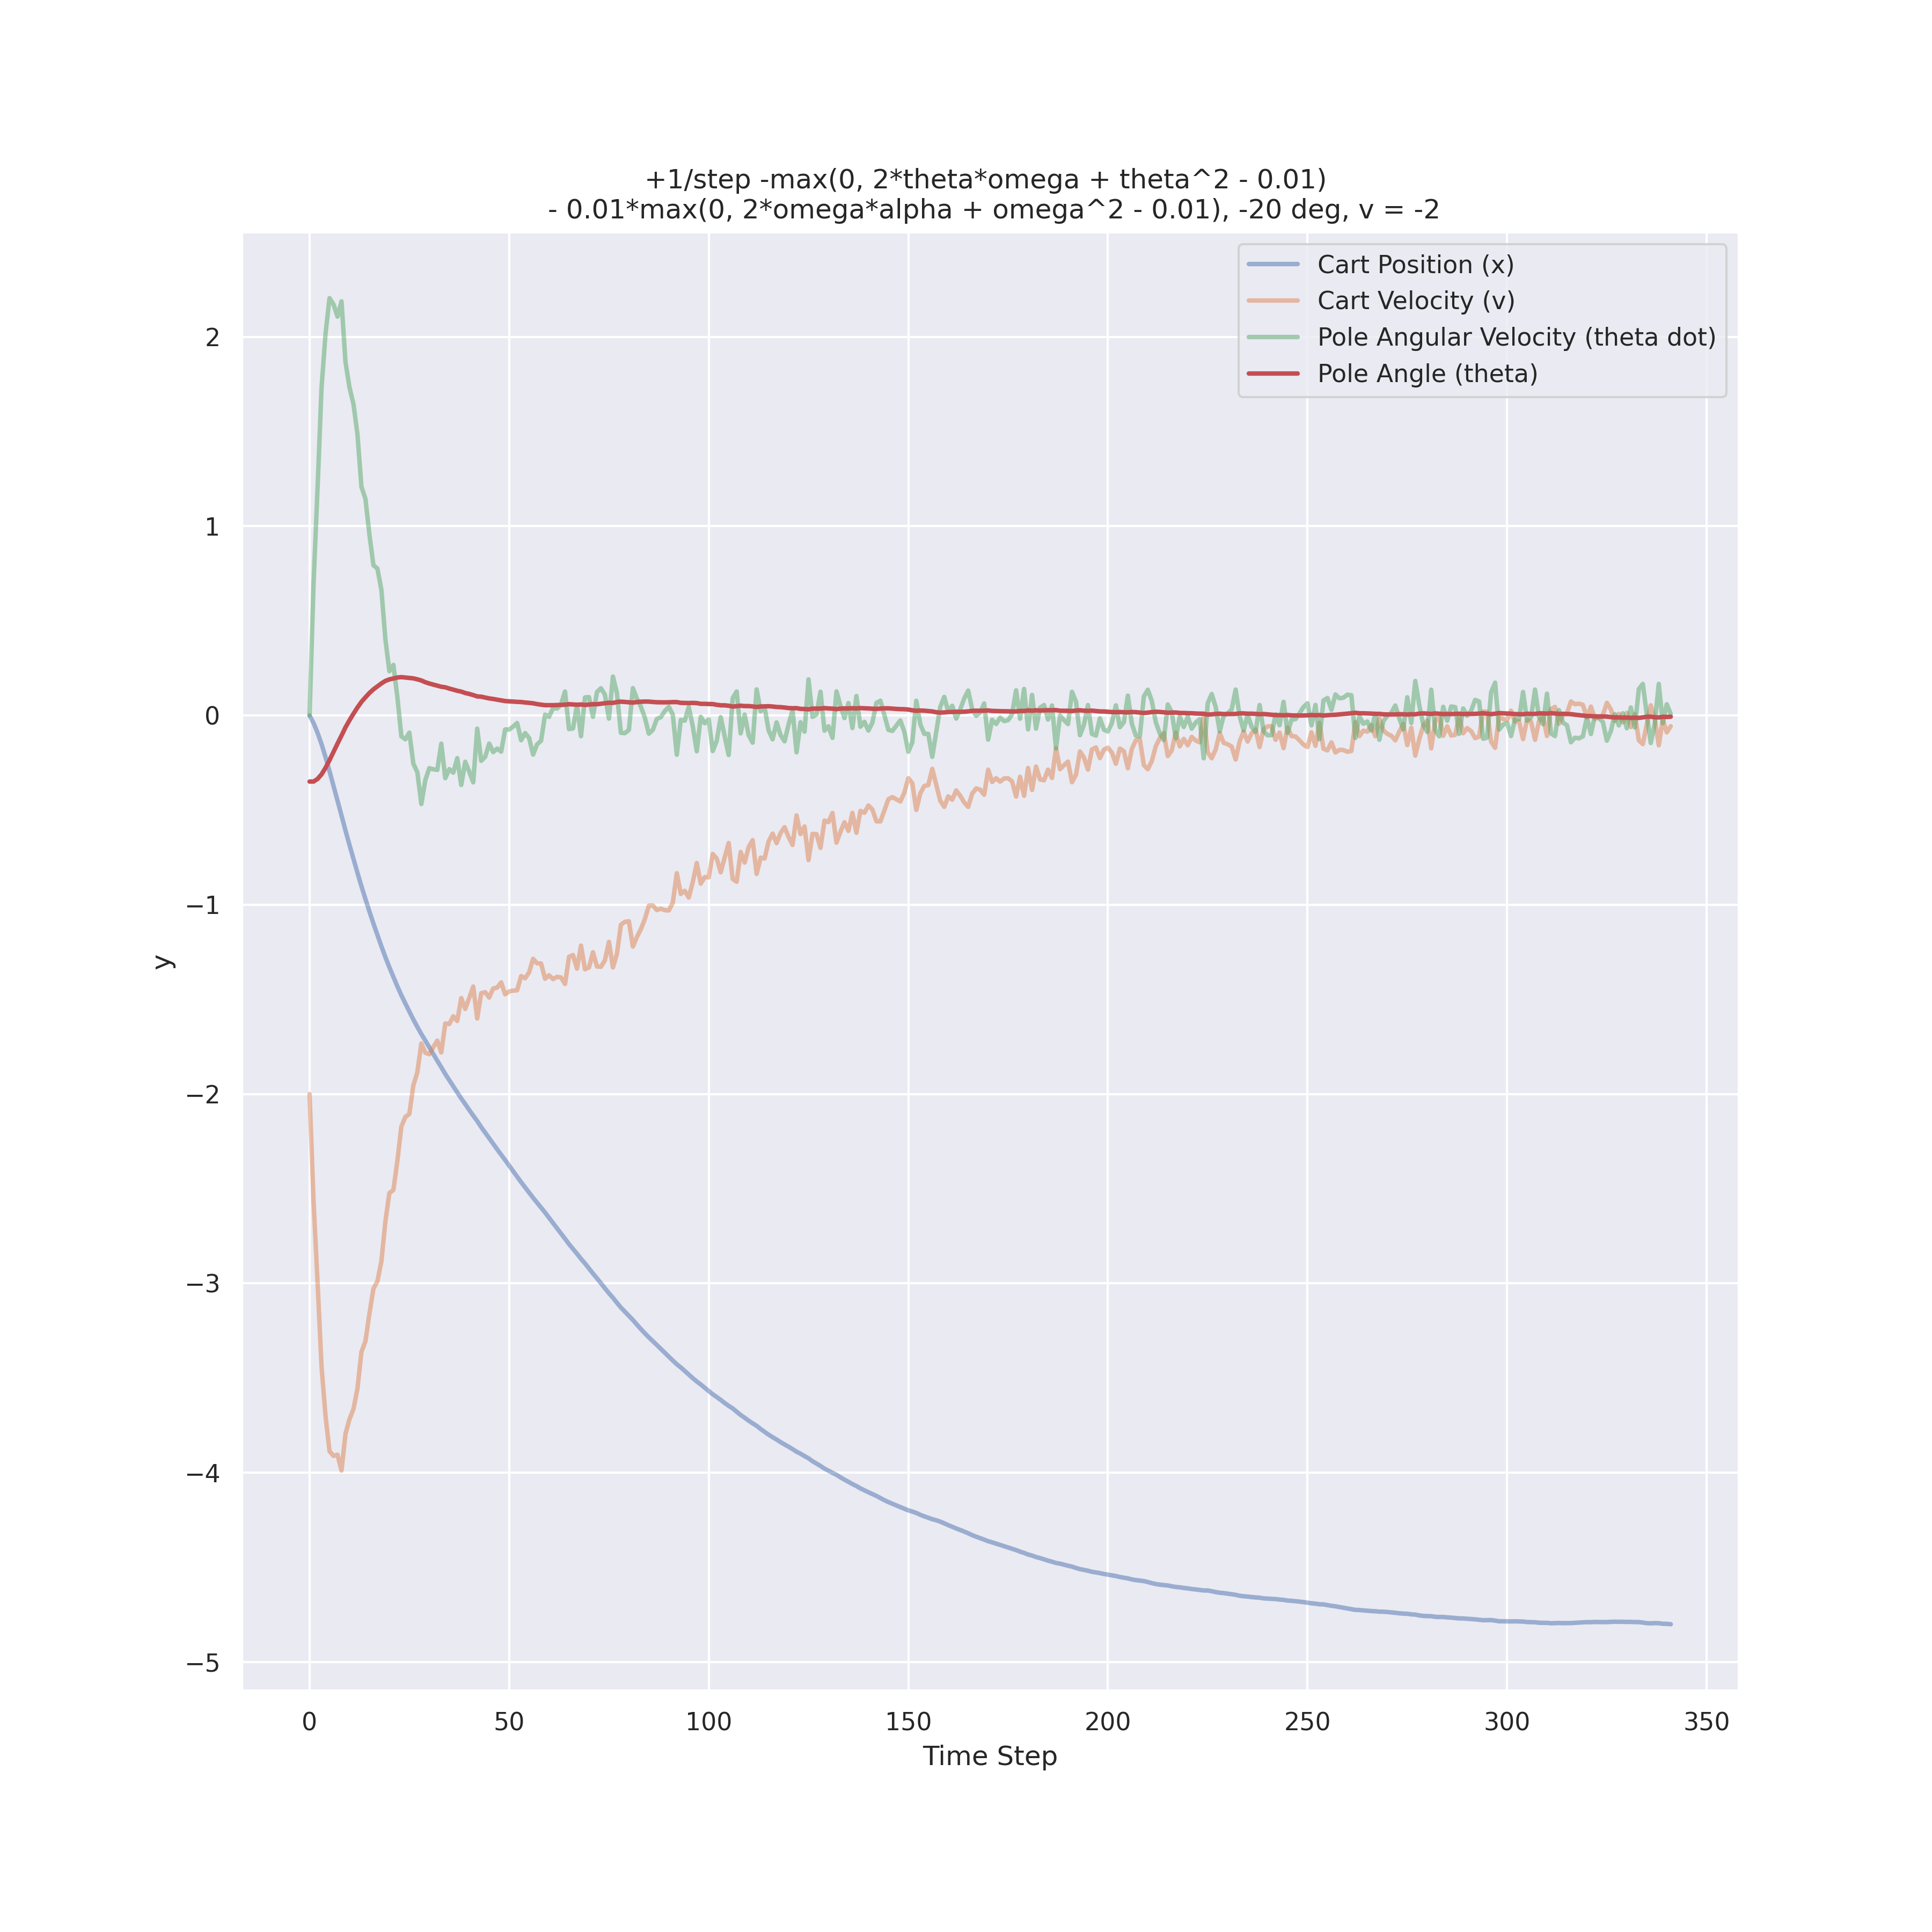 +1/step -max(0, 2*theta*omega + theta^2 - 0.01)
- 0.01*max(0, 2*omega*alpha + omega^2 - 0.01), -20 deg, v = -2
Cart Position (x)
Cart Velocity (v)
Pole Angular Velocity (theta dot)
Pole Angle (theta)
2
1
0
−1
−2
−3
−4
−5
y
0 50 100 150 200 250 300 350
Time Step